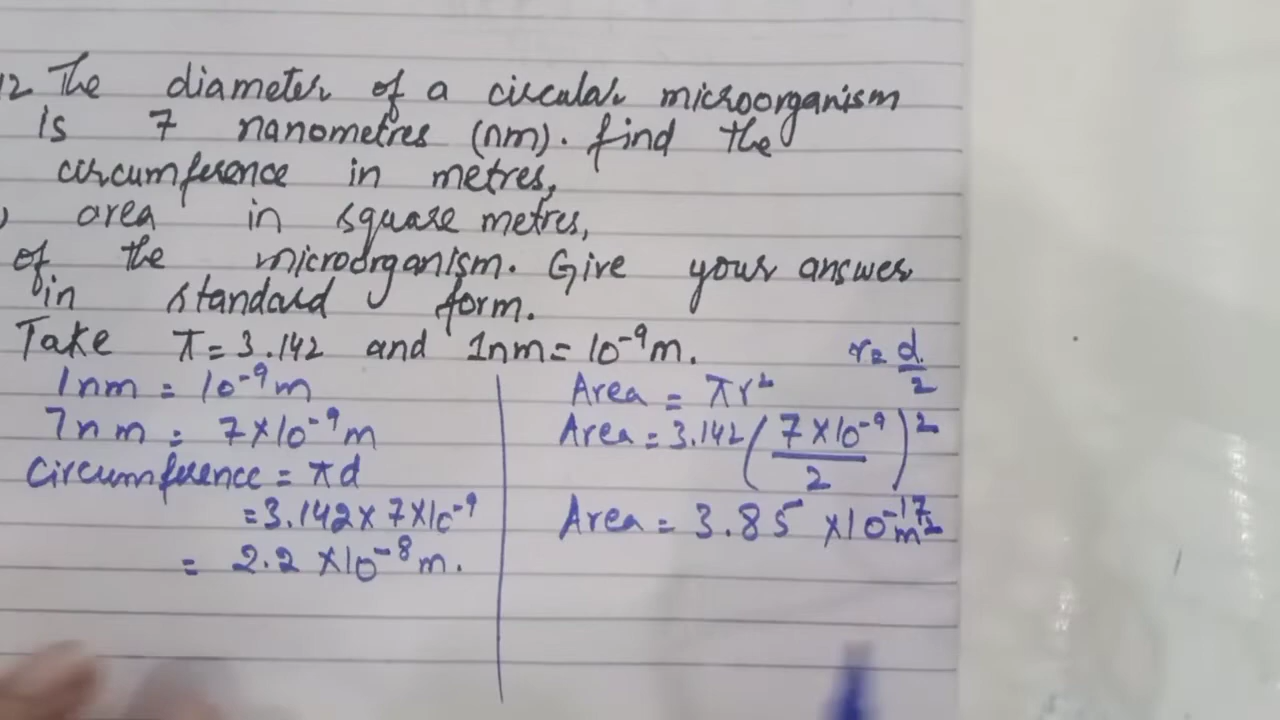 12 The diameter of a circular microorganism
is 7 nanometres (nm). find the
circumference in metres,
area in square metres,
of the microorganism. Give your answer
in standard form.
Take π = 3.142 and 1nm = 10⁻⁹m.
1nm = 10⁻⁹m
7nm = 7×10⁻⁹m
Circumference = πd
= 3.142 × 7×10⁻⁹
= 2.2 ×10⁻⁸ m.
r = d/2
Area = πr²
Area = 3.142 (7×10⁻⁹/2)²
Area = 3.85 ×10⁻¹⁷ m²